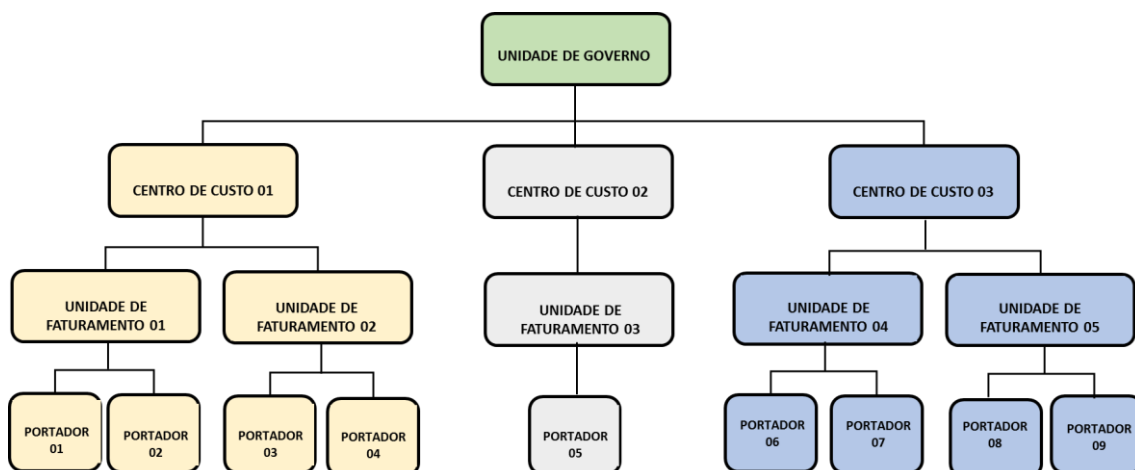 UNIDADE DE GOVERNO
CENTRO DE CUSTO 01
CENTRO DE CUSTO 02
CENTRO DE CUSTO 03
UNIDADE DE
FATURAMENTO 01
UNIDADE DE
FATURAMENTO 02
UNIDADE DE
FATURAMENTO 03
UNIDADE DE
FATURAMENTO 04
UNIDADE DE
FATURAMENTO 05
PORTADOR
01
PORTADOR
02
PORTADOR
03
PORTADOR
04
PORTADOR
05
PORTADOR
06
PORTADOR
07
PORTADOR
08
PORTADOR
09